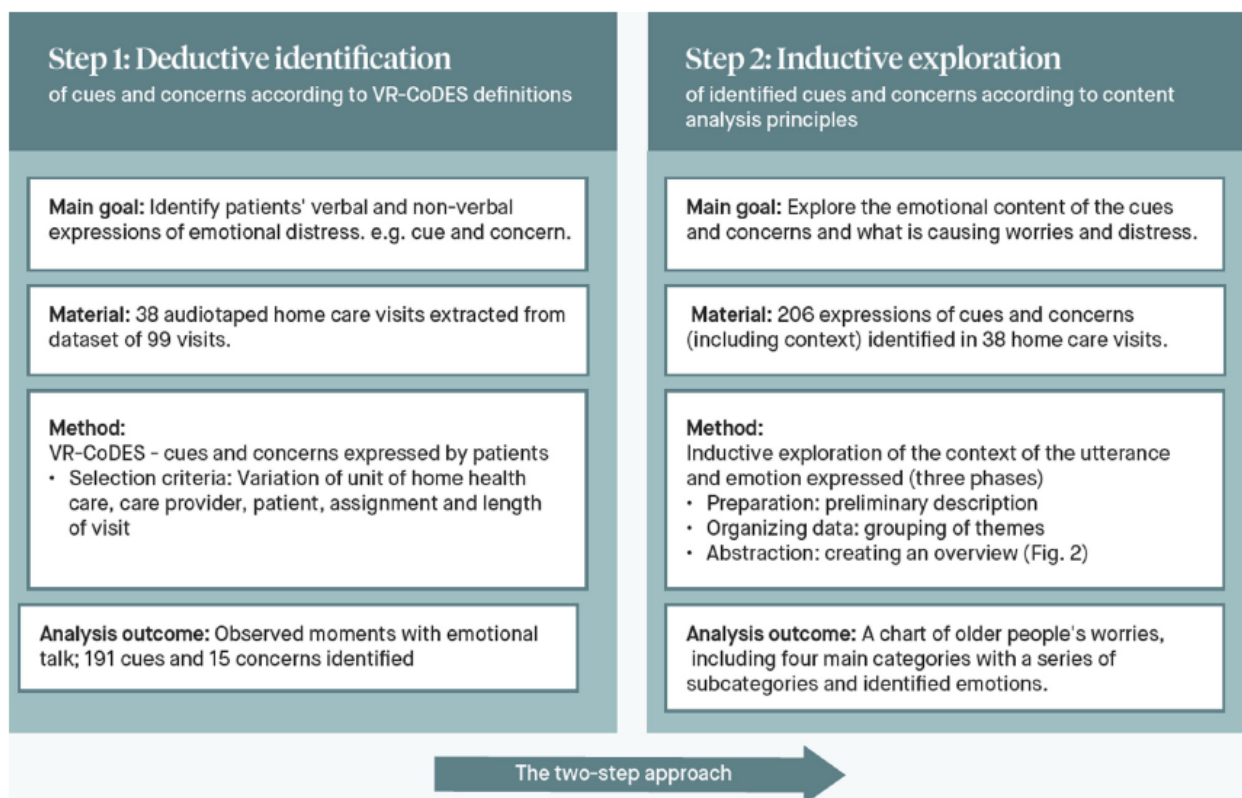 Step 1: Deductive identification
of cues and concerns according to VR-CoDES definitions
Main goal: Identify patients' verbal and non-verbal
expressions of emotional distress. e.g. cue and concern.
Material: 38 audiotaped home care visits extracted from
dataset of 99 visits.
Method:
VR-CoDES - cues and concerns expressed by patients
• Selection criteria: Variation of unit of home health
care, care provider, patient, assignment and length
of visit
Analysis outcome: Observed moments with emotional
talk; 191 cues and 15 concerns identified
Step 2: Inductive exploration
of identified cues and concerns according to content
analysis principles
Main goal: Explore the emotional content of the cues
and concerns and what is causing worries and distress.
Material: 206 expressions of cues and concerns
(including context) identified in 38 home care visits.
Method:
Inductive exploration of the context of the utterance
and emotion expressed (three phases)
• Preparation: preliminary description
• Organizing data: grouping of themes
• Abstraction: creating an overview (Fig. 2)
Analysis outcome: A chart of older people's worries,
including four main categories with a series of
subcategories and identified emotions.
The two-step approach